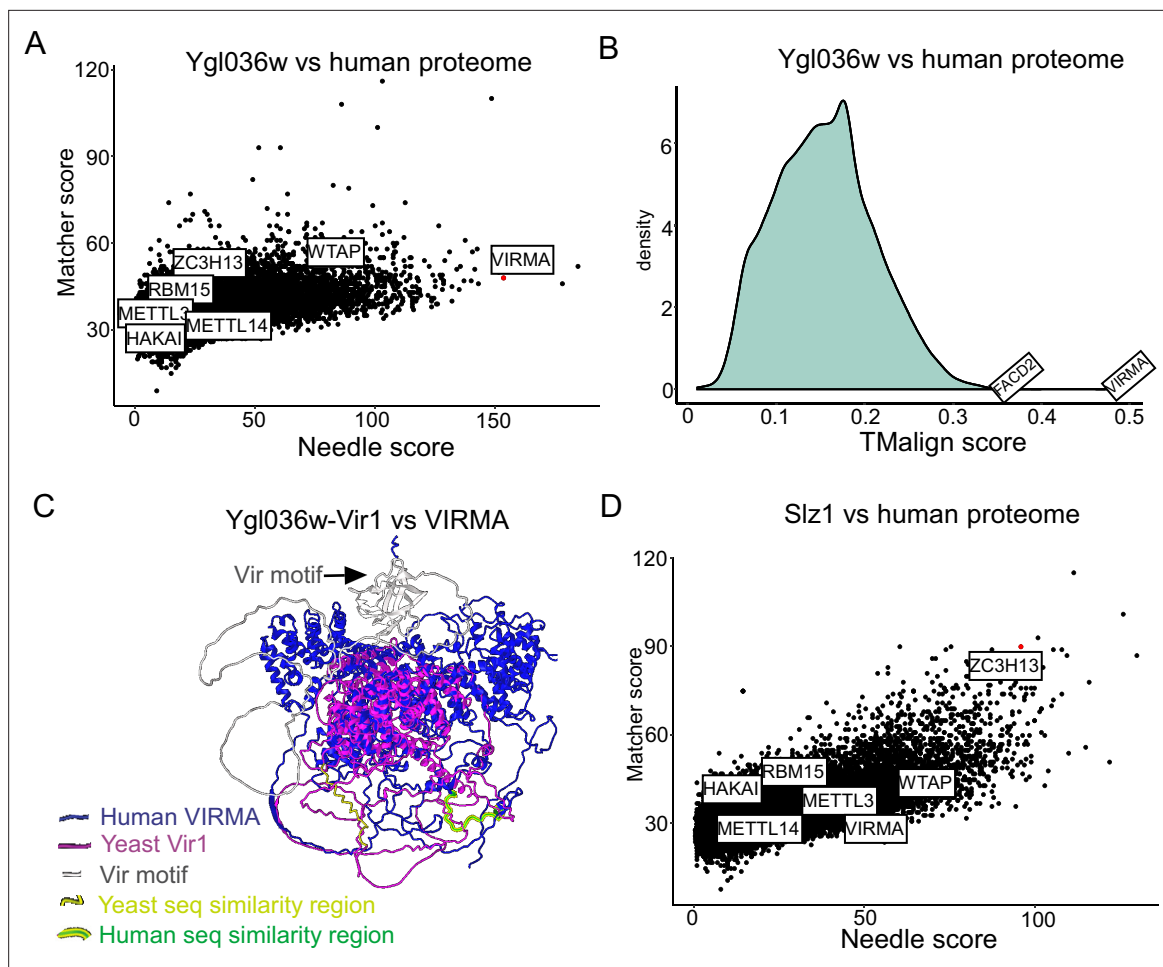 A
Ygl036w vs human proteome
120
90
60
30
Matcher score
ZC3H13
WTAP
VIRMA
RBM15
METTL3
METTL14
HAKAI
0
50
100
150
Needle score
B
Ygl036w vs human proteome
6
4
2
0
density
FACD2
VIRMA
0
0.1
0.2
0.3
0.4
0.5
TMalign score
C
Ygl036w-Vir1 vs VIRMA
Vir motif
Human VIRMA
Yeast Vir1
Vir motif
Yeast seq similarity region
Human seq similarity region
D
Slz1 vs human proteome
120
90
60
30
Matcher score
ZC3H13
RBM15
HAKAI
WTAP
METTL3
METTL14
VIRMA
0
50
100
Needle score